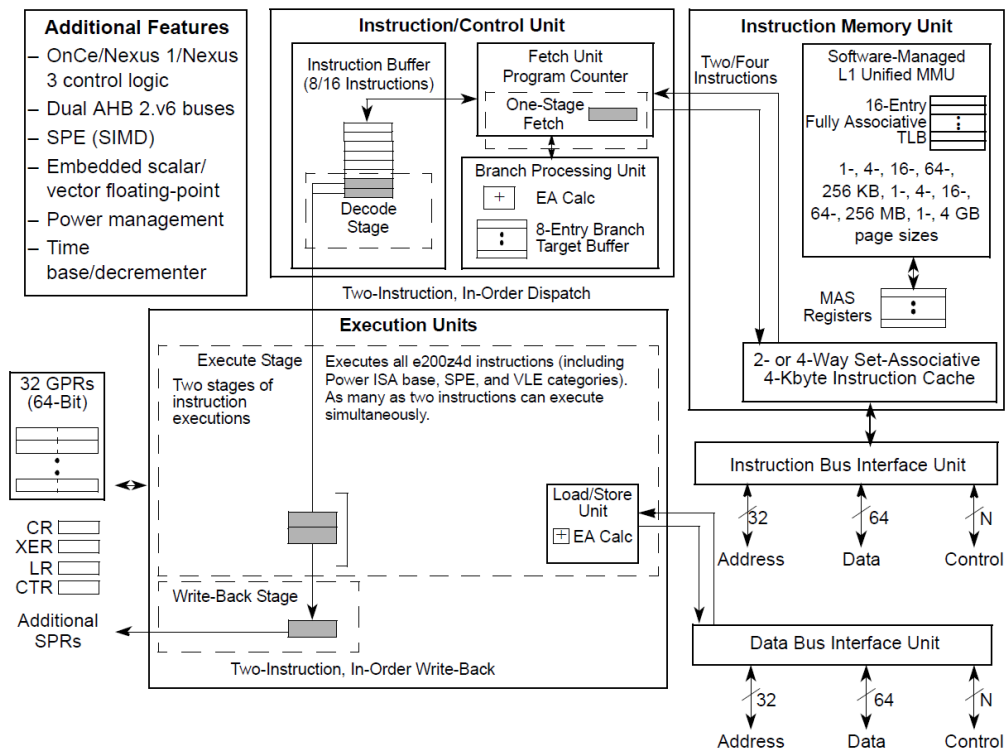 Additional Features
– OnCe/Nexus 1/Nexus
3 control logic
– Dual AHB 2.v6 buses
– SPE (SIMD)
– Embedded scalar/
vector floating-point
– Power management
– Time
base/decrementer
Instruction/Control Unit
Instruction Buffer
(8/16 Instructions)
Decode
Stage
Fetch Unit
Program Counter
One-Stage
Fetch
Branch Processing Unit
+
EA Calc
8-Entry Branch
Target Buffer
Two-Instruction, In-Order Dispatch
Two/Four
Instructions
Instruction Memory Unit
Software-Managed
L1 Unified MMU
16-Entry
Fully Associative
TLB
1-, 4-, 16-, 64-,
256 KB, 1-, 4-, 16-,
64-, 256 MB, 1-, 4 GB
page sizes
MAS
Registers
2- or 4-Way Set-Associative
4-Kbyte Instruction Cache
Execution Units
Execute Stage
Two stages of
instruction
executions
Executes all e200z4d instructions (including
Power ISA base, SPE, and VLE categories).
As many as two instructions can execute
simultaneously.
Load/Store
Unit
+ EA Calc
Write-Back Stage
Two-Instruction, In-Order Write-Back
32 GPRs
(64-Bit)
CR
XER
LR
CTR
Additional
SPRs
Instruction Bus Interface Unit
32
64
N
Address
Data
Control
Data Bus Interface Unit
32
64
N
Address
Data
Control